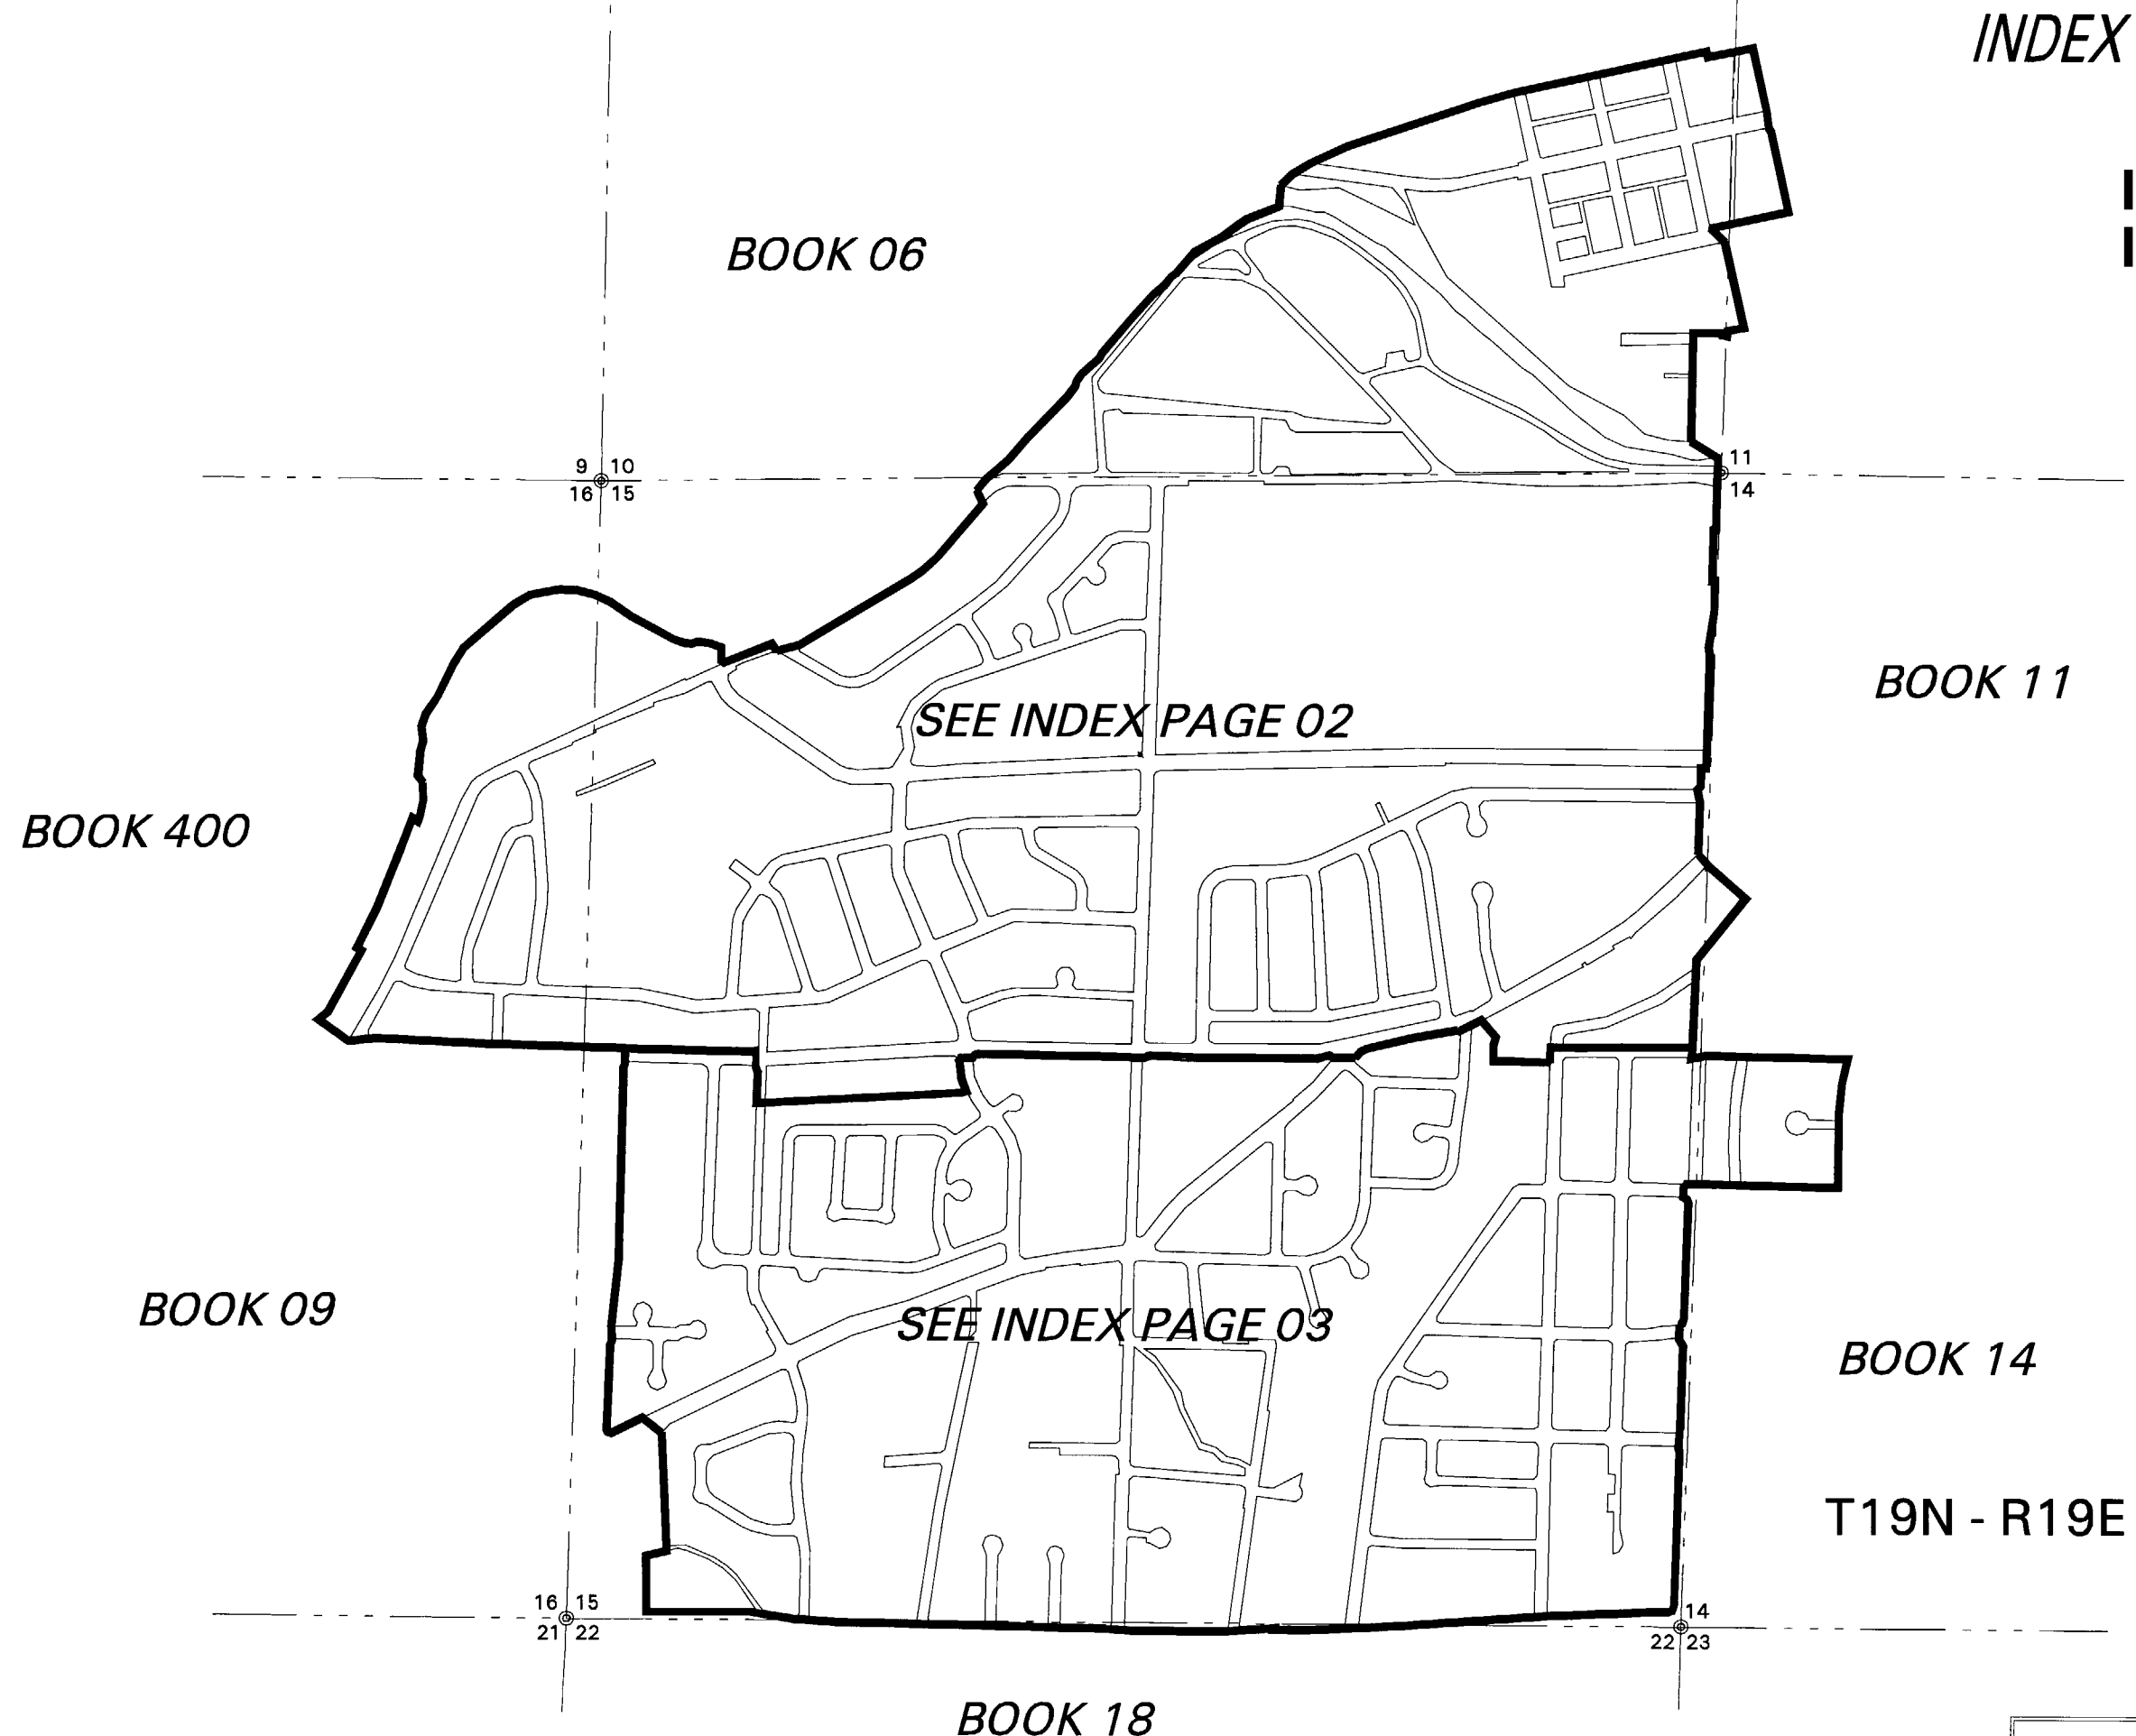 INDEX
BOOK 06
9 10
16 15
11
14
BOOK 11
SEE INDEX PAGE 02
BOOK 400
BOOK 09
SEE INDEX PAGE 03
BOOK 14
T19N - R19E
16 15
21 22
14
22 23
BOOK 18